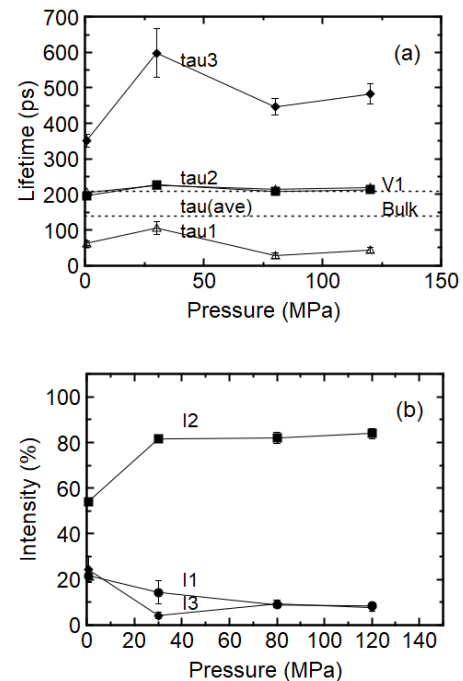 700
600
500
400
300
200
100
0
Lifetime (ps)
(a)
tau3
tau2
V1
tau(ave)
Bulk
tau1
0
50
100
150
Pressure (MPa)
100
80
60
40
20
0
Intensity (%)
(b)
I2
I1
I3
0
20
40
60
80
100
120
Pressure (MPa)